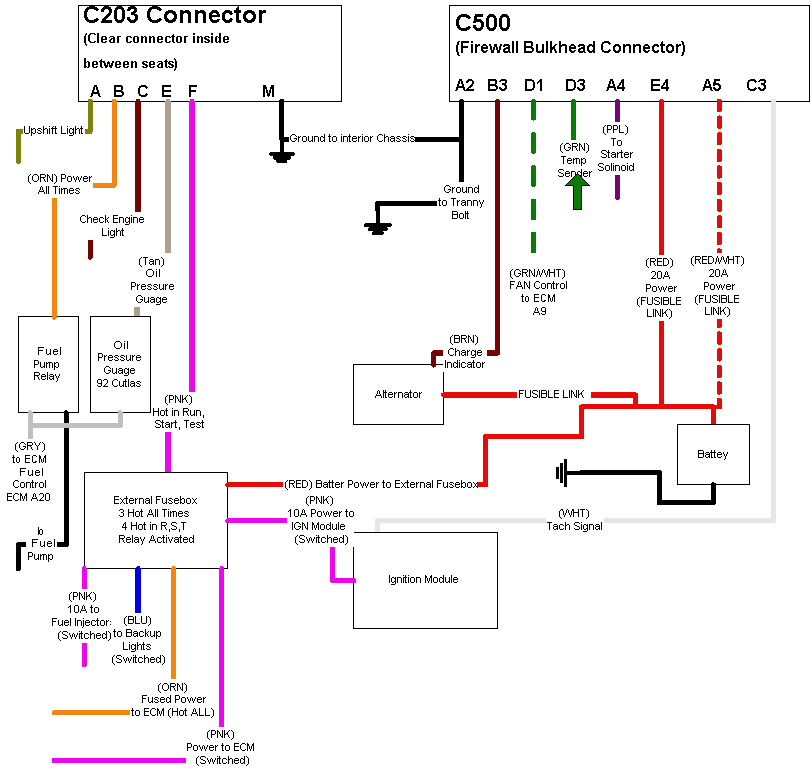 C203 Connector
(Clear connector inside
between seats)
A B C E F M
C500
(Firewall Bulkhead Connector)
A2 B3 D1 D3 A4 E4 A5 C3
Upshift Light
Ground to interior Chassis
(ORN) Power
All Times
Check Engine
Light
(Tan)
Oil
Pressure
Guage
Ground
to Tranny
Bolt
(GRN)
Temp
Sender
(PPL)
To
Starter
Solinoid
(GRN/WHT)
FAN Control
to ECM
A9
(RED)
20A
Power
(FUSIBLE
LINK)
(RED/WHT)
20A
Power
(FUSIBLE
LINK)
Fuel
Pump
Relay
Oil
Pressure
Guage
92 Cutlas
(BRN)
Charge
Indicator
Alternator
FUSIBLE LINK
(PNK)
Hot in Run,
Start, Test
(GRY)
to ECM
Fuel
Control
ECM A20
Battey
(RED) Batter Power to External Fusebox
External Fusebox
3 Hot All Times
4 Hot in R,S,T
Relay Activated
(PNK)
10A Power to
IGN Module
(Switched)
(WHT)
Tach Signal
to
Fuel
Pump
Ignition Module
(PNK)
10A to
Fuel Injector:
(Switched)
(BLU)
to Backup
Lights
(Switched)
(ORN)
Fused Power
to ECM (Hot ALL)
(PNK)
Power to ECM
(Switched)